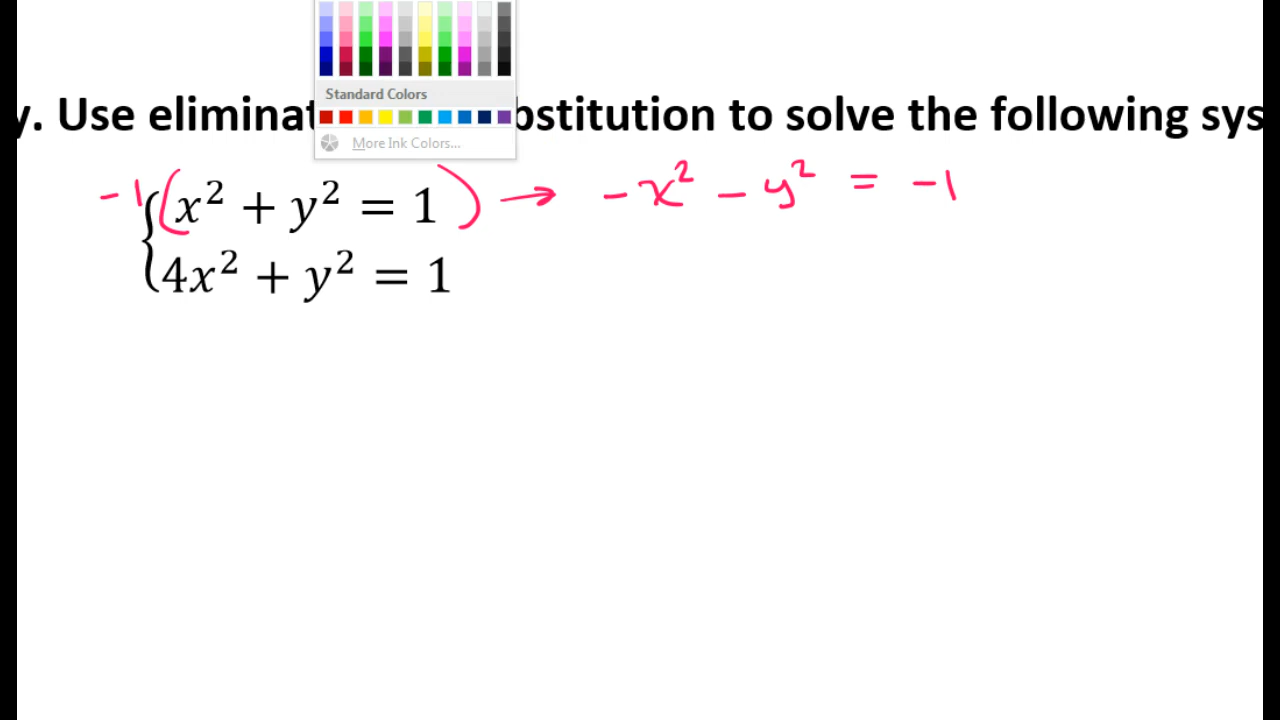 Standard Colors
y. Use eliminat bstitution to solve the following sys
More Ink Colors...
-1 ( x² + y² = 1 ) → -x² - y² = -1
4x² + y² = 1